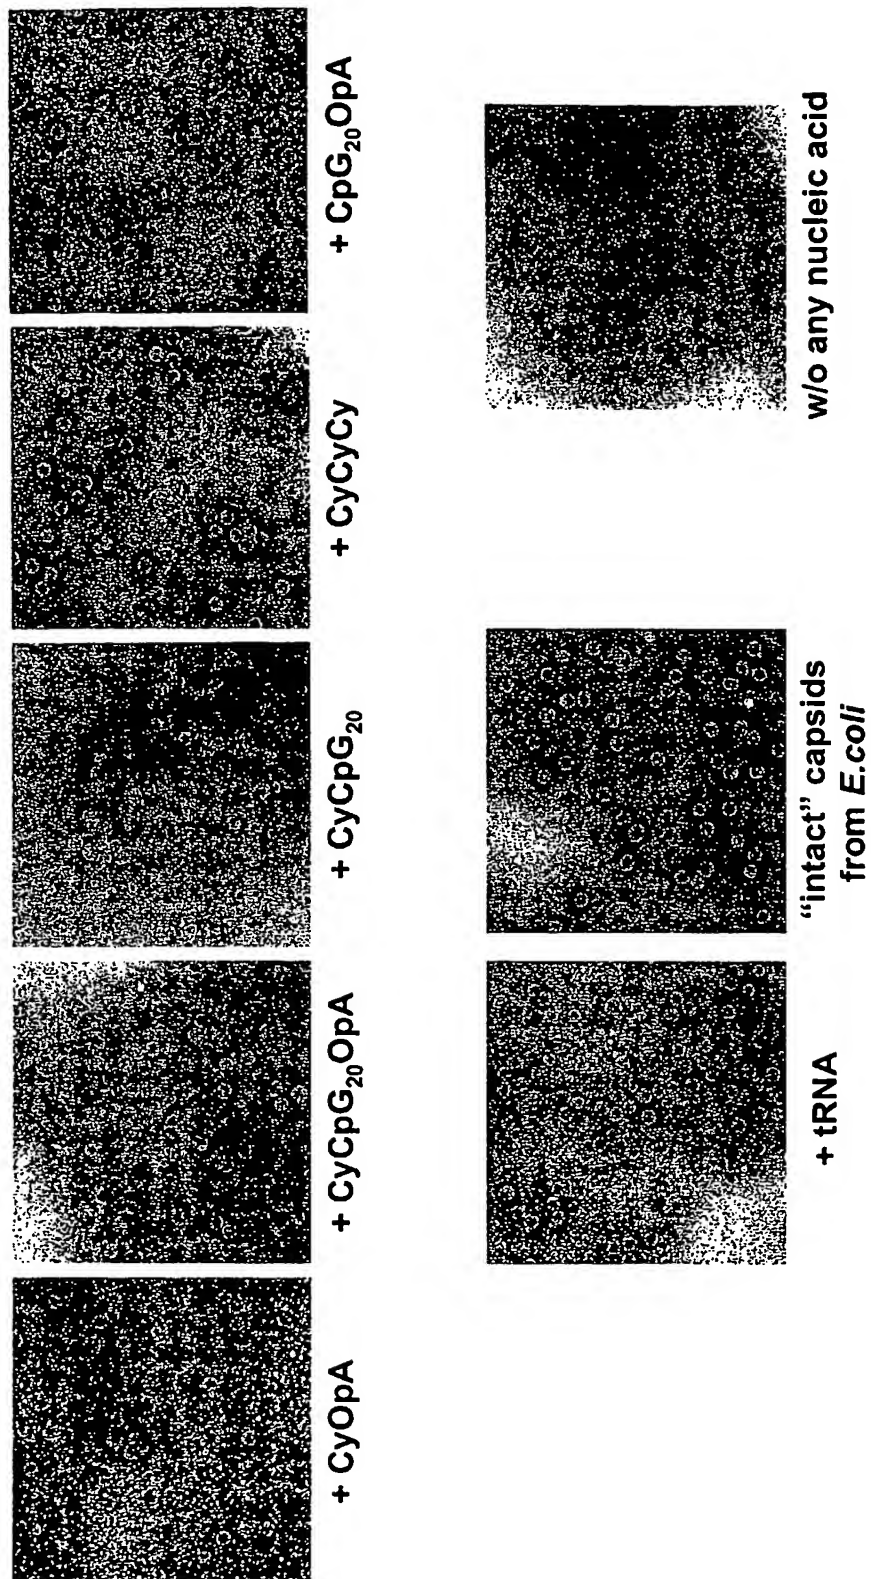 + CyOpA
+ CyCpG₂₀OpA
+ CyCpG₂₀
+ CyCyCy
+ CpG₂₀OpA
+ tRNA
"intact" capsids
from E.coli
w/o any nucleic acid